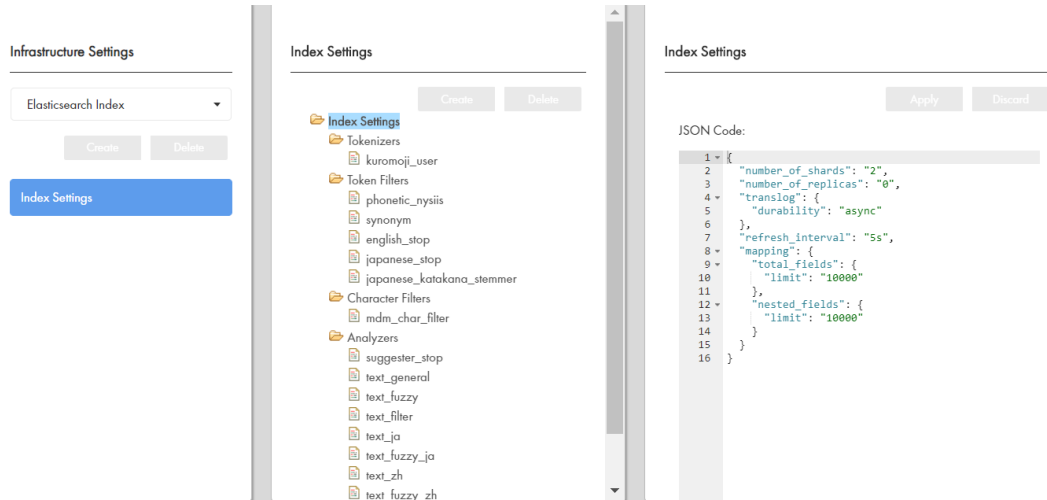 Infrastructure Settings
Elasticsearch Index
Create Delete
Index Settings
Index Settings
Create Delete
Index Settings
Tokenizers
kuromoji_user
Token Filters
phonetic_nysiis
synonym
english_stop
japanese_stop
japanese_katakana_stemmer
Character Filters
mdm_char_filter
Analyzers
suggester_stop
text_general
text_fuzzy
text_filter
text_ja
text_fuzzy_ja
text_zh
text_fuzzy_zh
Index Settings
Apply Discard
JSON Code:
1 {
2 "number_of_shards": "2",
3 "number_of_replicas": "0",
4 "translog": {
5 "durability": "async"
6 },
7 "refresh_interval": "5s",
8 "mapping": {
9 "total_fields": {
10 "limit": "10000"
11 },
12 "nested_fields": {
13 "limit": "10000"
14 }
15 }
16 }